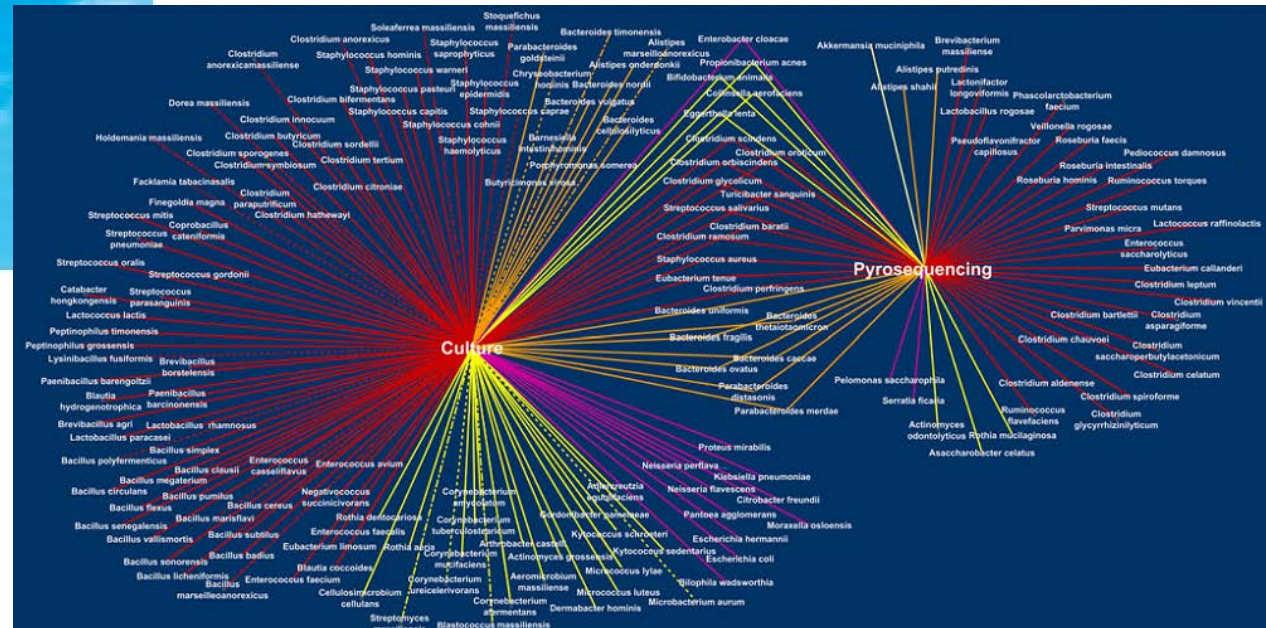 Stoquefichus
massiliensis
Soleaferrea massiliensis
Clostridium anorexicus
Staphylococcus
saprophyticus
Bacteroides timonensis
Parabacteroides
goldsteinii
Alistipes
marseilloanorexicus
Alistipes onderdonkii
Enterobacter cloacae
Akkermansia muciniphila
Brevibacterium
massiliense
Clostridium
anorexicamassiliense
Staphylococcus hominis
Staphylococcus warneri
Staphylococcus pasteuri
Staphylococcus
epidermidis
Chryseobacterium
hominis
Bacteroides nordii
Propionibacterium acnes
Bifidobacterium animalis
Collinsella aerofaciens
Alistipes putredinis
Alistipes shahii
Lactonifactor
longoviformis
Phascolarctobacterium
faecium
Dorea massiliensis
Clostridium bifermentans
Staphylococcus capitis
Staphylococcus caprae
Bacteroides vulgatus
Bacteroides
cellulosilyticus
Eggerthella lenta
Lactobacillus rogosae
Veillonella rogosae
Clostridium innocuum
Staphylococcus cohnii
Holdemania massiliensis
Clostridium butyricum
Clostridium sordellii
Staphylococcus
haemolyticus
Barnesiella
intestinihominis
Clostridium scindens
Clostridium oroticum
Pseudoflavonifractor
capillosus
Roseburia faecis
Pediococcus damnosus
Clostridium sporogenes
Clostridium symbiosum
Clostridium tertium
Porphyromonas somerea
Clostridium orbiscindens
Roseburia intestinalis
Facklamia tabacinasalis
Clostridium citroniae
Butyricimonas virosa
Clostridium glycolicum
Turicibacter sanguinis
Roseburia hominis
Ruminococcus torques
Finegoldia magna
Clostridium
paraputrificum
Clostridium hathewayi
Streptococcus mitis
Coprobacillus
cateniformis
Streptococcus salivarius
Streptococcus mutans
Streptococcus
pneumoniae
Clostridium baratii
Clostridium ramosum
Parvimonas micra
Lactococcus raffinolactis
Enterococcus
saccharolyticus
Streptococcus oralis
Streptococcus gordonii
Staphylococcus aureus
Pyrosequencing
Eubacterium callanderi
Eubacterium tenue
Clostridium perfringens
Clostridium leptum
Catabacter
hongkongensis
Streptococcus
parasanguinis
Clostridium vincentii
Lactococcus lactis
Bacteroides uniformis
Bacteroides
thetaiotaomicron
Clostridium bartlettii
Clostridium
asparagiforme
Peptinophilus timonensis
Bacteroides fragilis
Clostridium chauvoei
Peptinophilus grossensis
Culture
Clostridium
saccharoperbutylacetonicum
Lysinibacillus fusiformis
Brevibacillus
borstelensis
Bacteroides caccae
Bacteroides ovatus
Clostridium celatum
Paenibacillus barengoltzii
Paenibacillus
barcinonensis
Parabacteroides
distasonis
Pelomonas saccharophila
Clostridium aldenense
Blautia
hydrogenotrophica
Serratia ficaria
Clostridium spiroforme
Parabacteroides merdae
Ruminococcus
flavefaciens
Clostridium
glycyrrhizinilyticum
Brevibacillus agri
Lactobacillus rhamnosus
Actinomyces
odontolyticus
Rothia mucilaginosa
Lactobacillus paracasei
Asaccharobacter celatus
Bacillus simplex
Proteus mirabilis
Bacillus polyfermenticus
Bacillus clausii
Enterococcus
casseliflavus
Enterococcus avium
Neisseria perflava
Klebsiella pneumoniae
Bacillus megaterium
Bacillus circulans
Bacillus pumilus
Negativococcus
succinicivorans
Corynebacterium
amycolatum
Adlercreutzia
equolifaciens
Neisseria flavescens
Citrobacter freundii
Bacillus flexus
Bacillus cereus
Bacillus marisflavi
Rothia dentocariosa
Corynebacterium
tuberculostearicum
Gordonibacter pamelaeae
Pantoea agglomerans
Moraxella osloensis
Bacillus senegalensis
Bacillus vallismortis
Bacillus subtilus
Enterococcus faecalis
Arthrobacter castelli
Kytococcus schroeteri
Escherichia hermannii
Bacillus badius
Eubacterium limosum
Rothia aeria
Corynebacterium
mucifaciens
Actinomyces grossensis
Kytococcus sedentarius
Escherichia coli
Bacillus sonorensis
Blautia coccoides
Micrococcus lylae
Bacillus licheniformis
Bacillus
marseilloanorexicus
Enterococcus faecium
Corynebacterium
ureicelerivorans
Aeromicrobium
massiliense
Bilophila wadsworthia
Cellulosimicrobium
cellulans
Micrococcus luteus
Corynebacterium
afermentans
Dermabacter hominis
Microbacterium aurum
Streptomyces
Blastococcus massiliensis